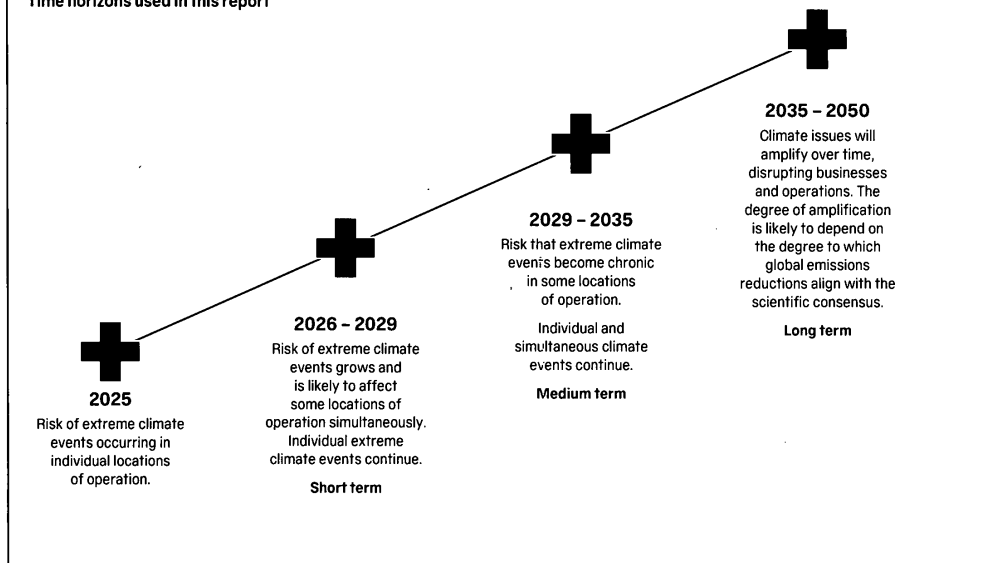 Time horizons used in this report
2035 – 2050
Climate issues will
amplify over time,
disrupting businesses
and operations. The
degree of amplification
is likely to depend on
the degree to which
global emissions
reductions align with the
scientific consensus.
Long term
2029 – 2035
Risk that extreme climate
events become chronic
in some locations
of operation.
Individual and
simultaneous climate
events continue.
Medium term
2026 – 2029
Risk of extreme climate
events grows and
is likely to affect
some locations of
operation simultaneously.
Individual extreme
climate events continue.
Short term
2025
Risk of extreme climate
events occurring in
individual locations
of operation.